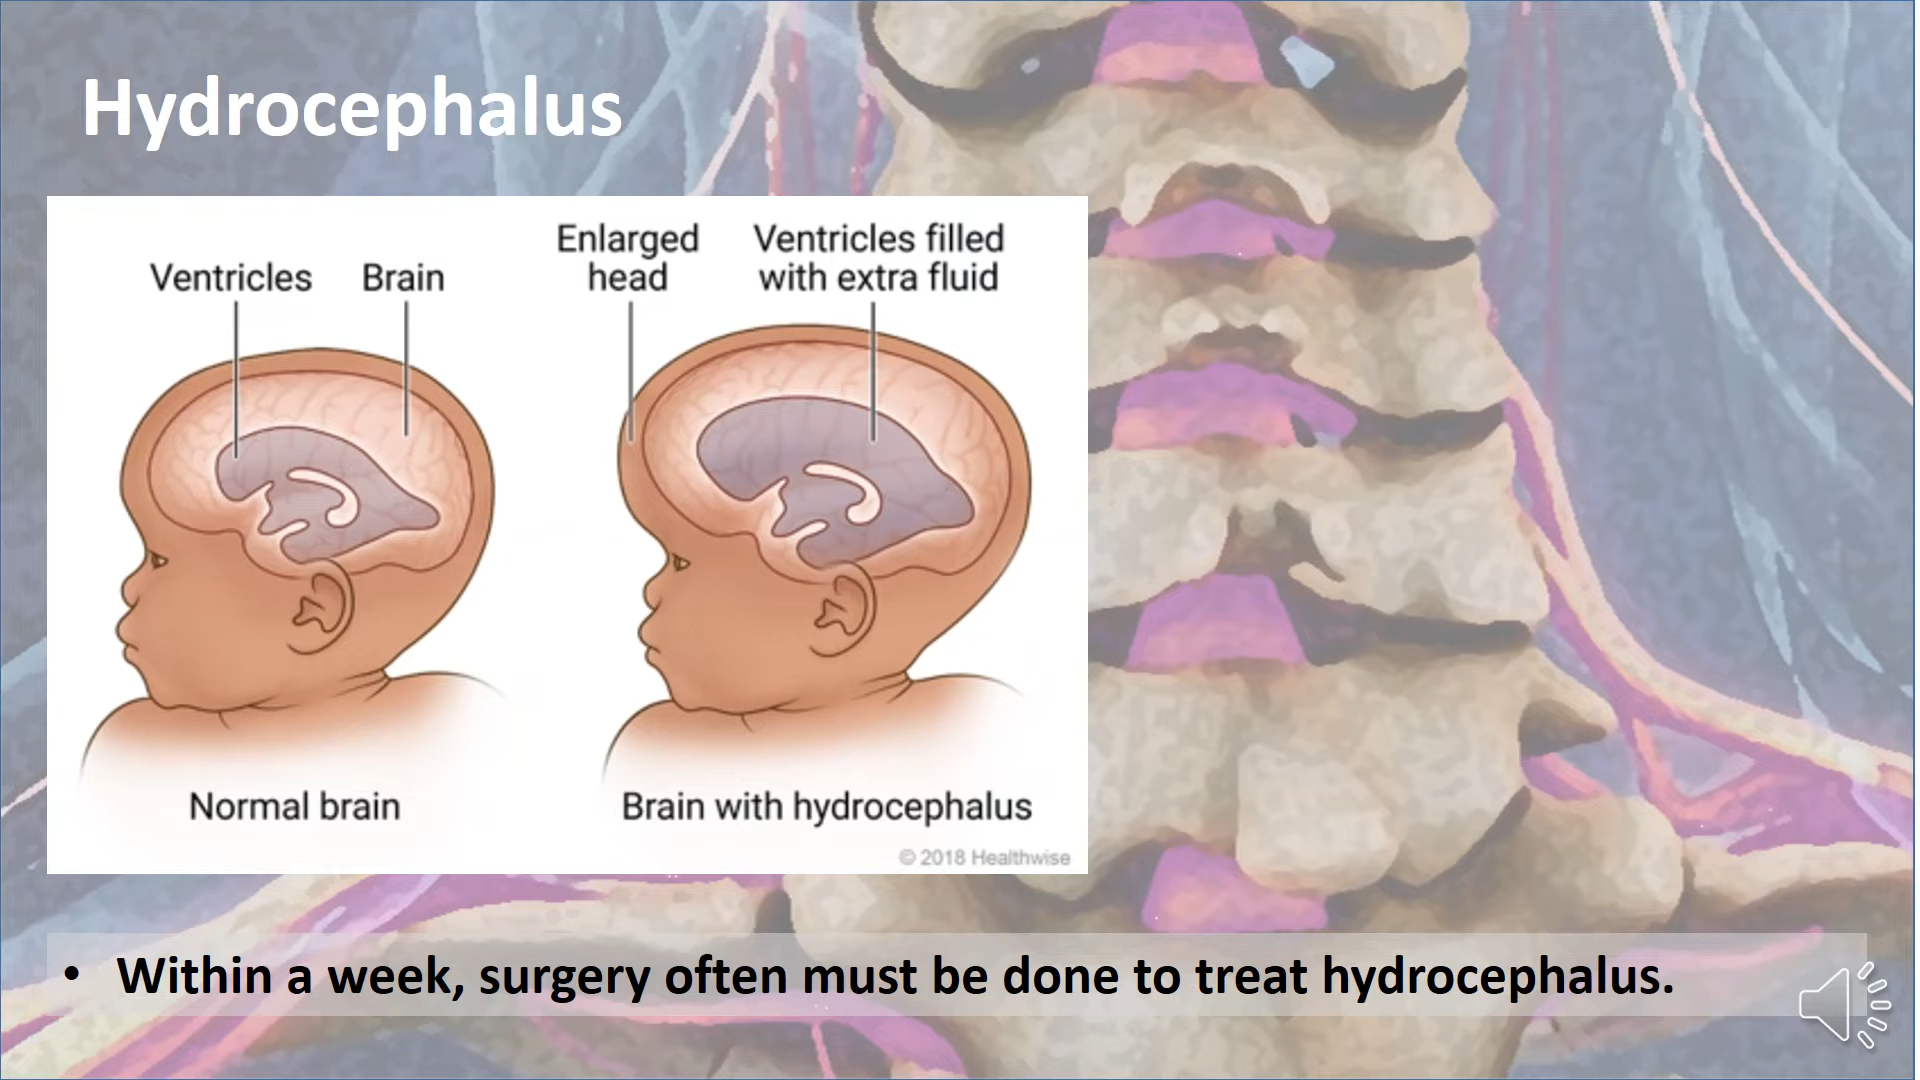 Hydrocephalus
Ventricles
Brain
Enlarged
head
Ventricles filled
with extra fluid
Normal brain
Brain with hydrocephalus
© 2018 Healthwise
• Within a week, surgery often must be done to treat hydrocephalus.